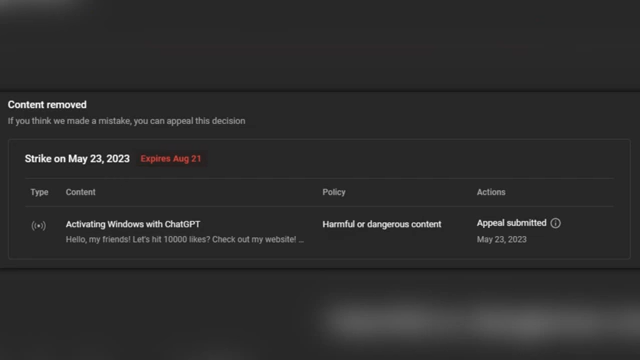 Content removed
If you think we made a mistake, you can appeal this decision
Strike on May 23, 2023 Expires Aug 21
Type Content Policy Actions
Activating Windows with ChatGPT Harmful or dangerous content Appeal submitted
Hello, my friends! Let's hit 10000 likes? Check out my website! ... May 23, 2023